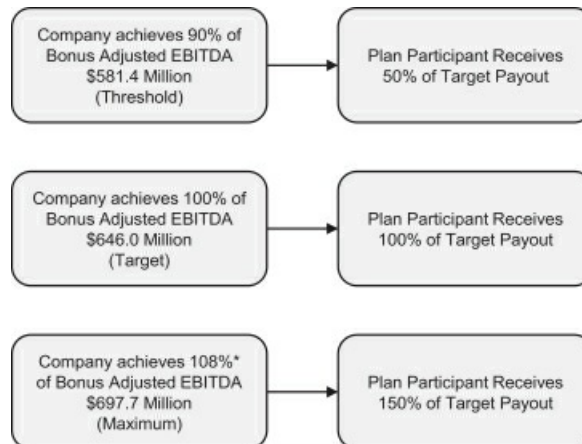 Company achieves 90% of
Bonus Adjusted EBITDA
$581.4 Million
(Threshold)
Plan Participant Receives
50% of Target Payout
Company achieves 100% of
Bonus Adjusted EBITDA
$646.0 Million
(Target)
Plan Participant Receives
100% of Target Payout
Company achieves 108%*
of Bonus Adjusted EBITDA
$697.7 Million
(Maximum)
Plan Participant Receives
150% of Target Payout